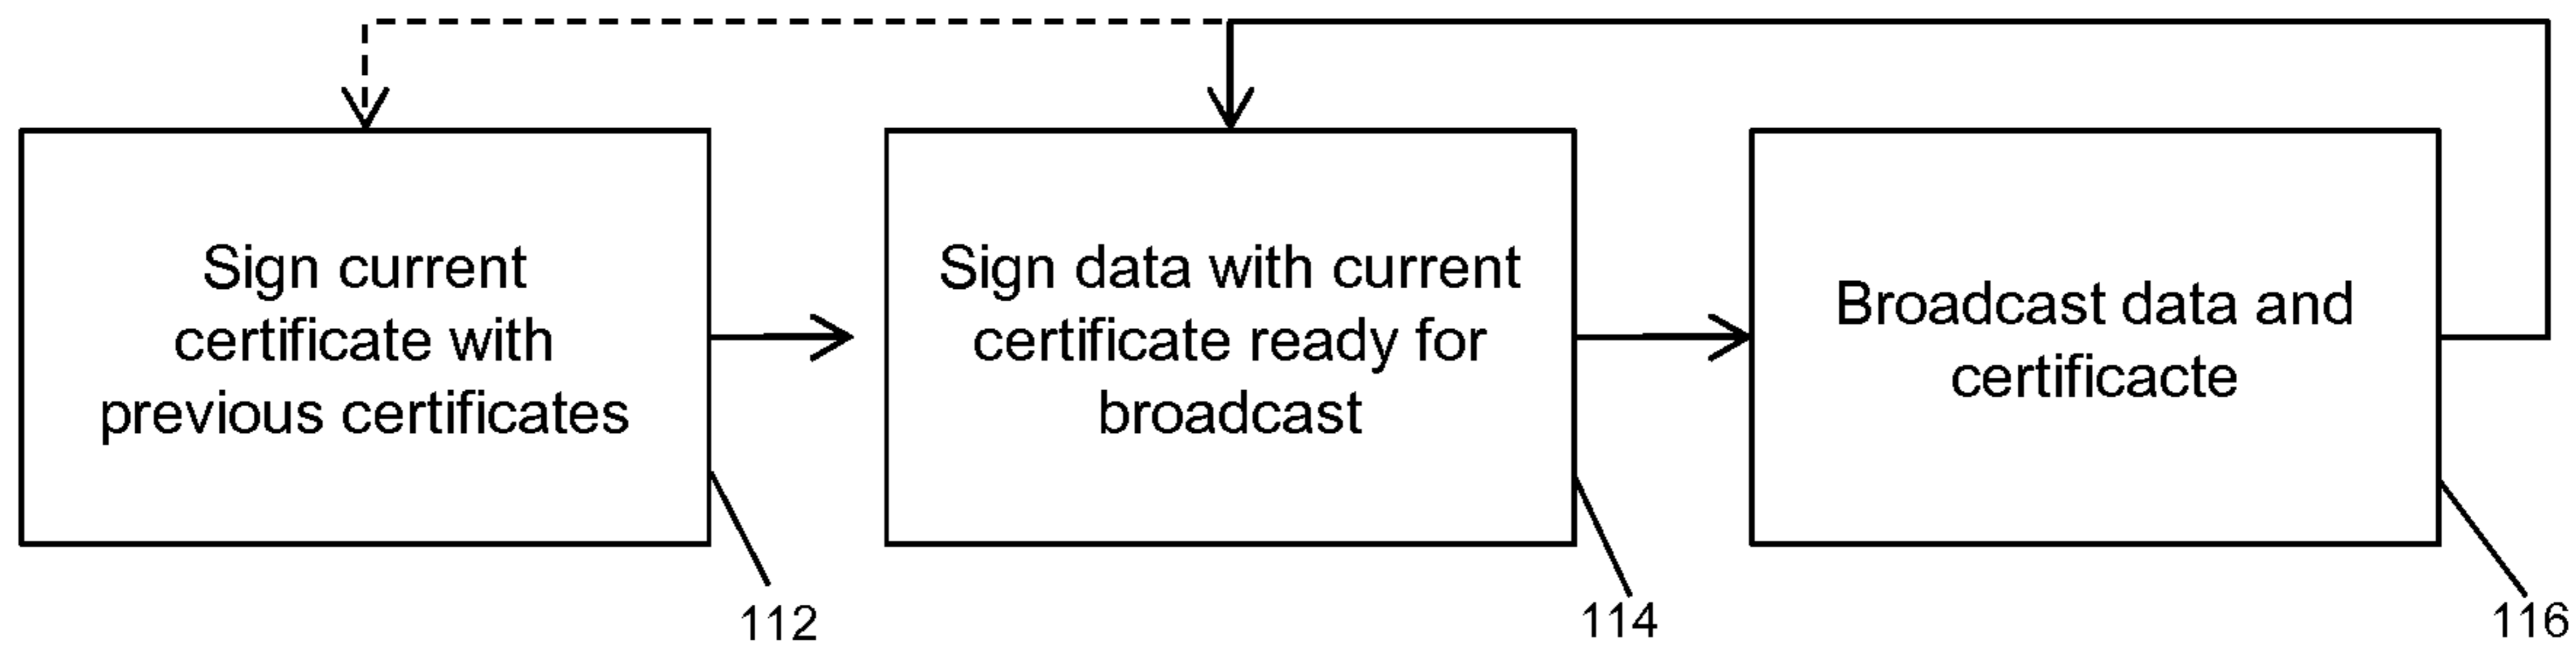 Sign current
certificate with
previous certificates
Sign data with current
certificate ready for
broadcast
Broadcast data and
certificacte
112
114
116